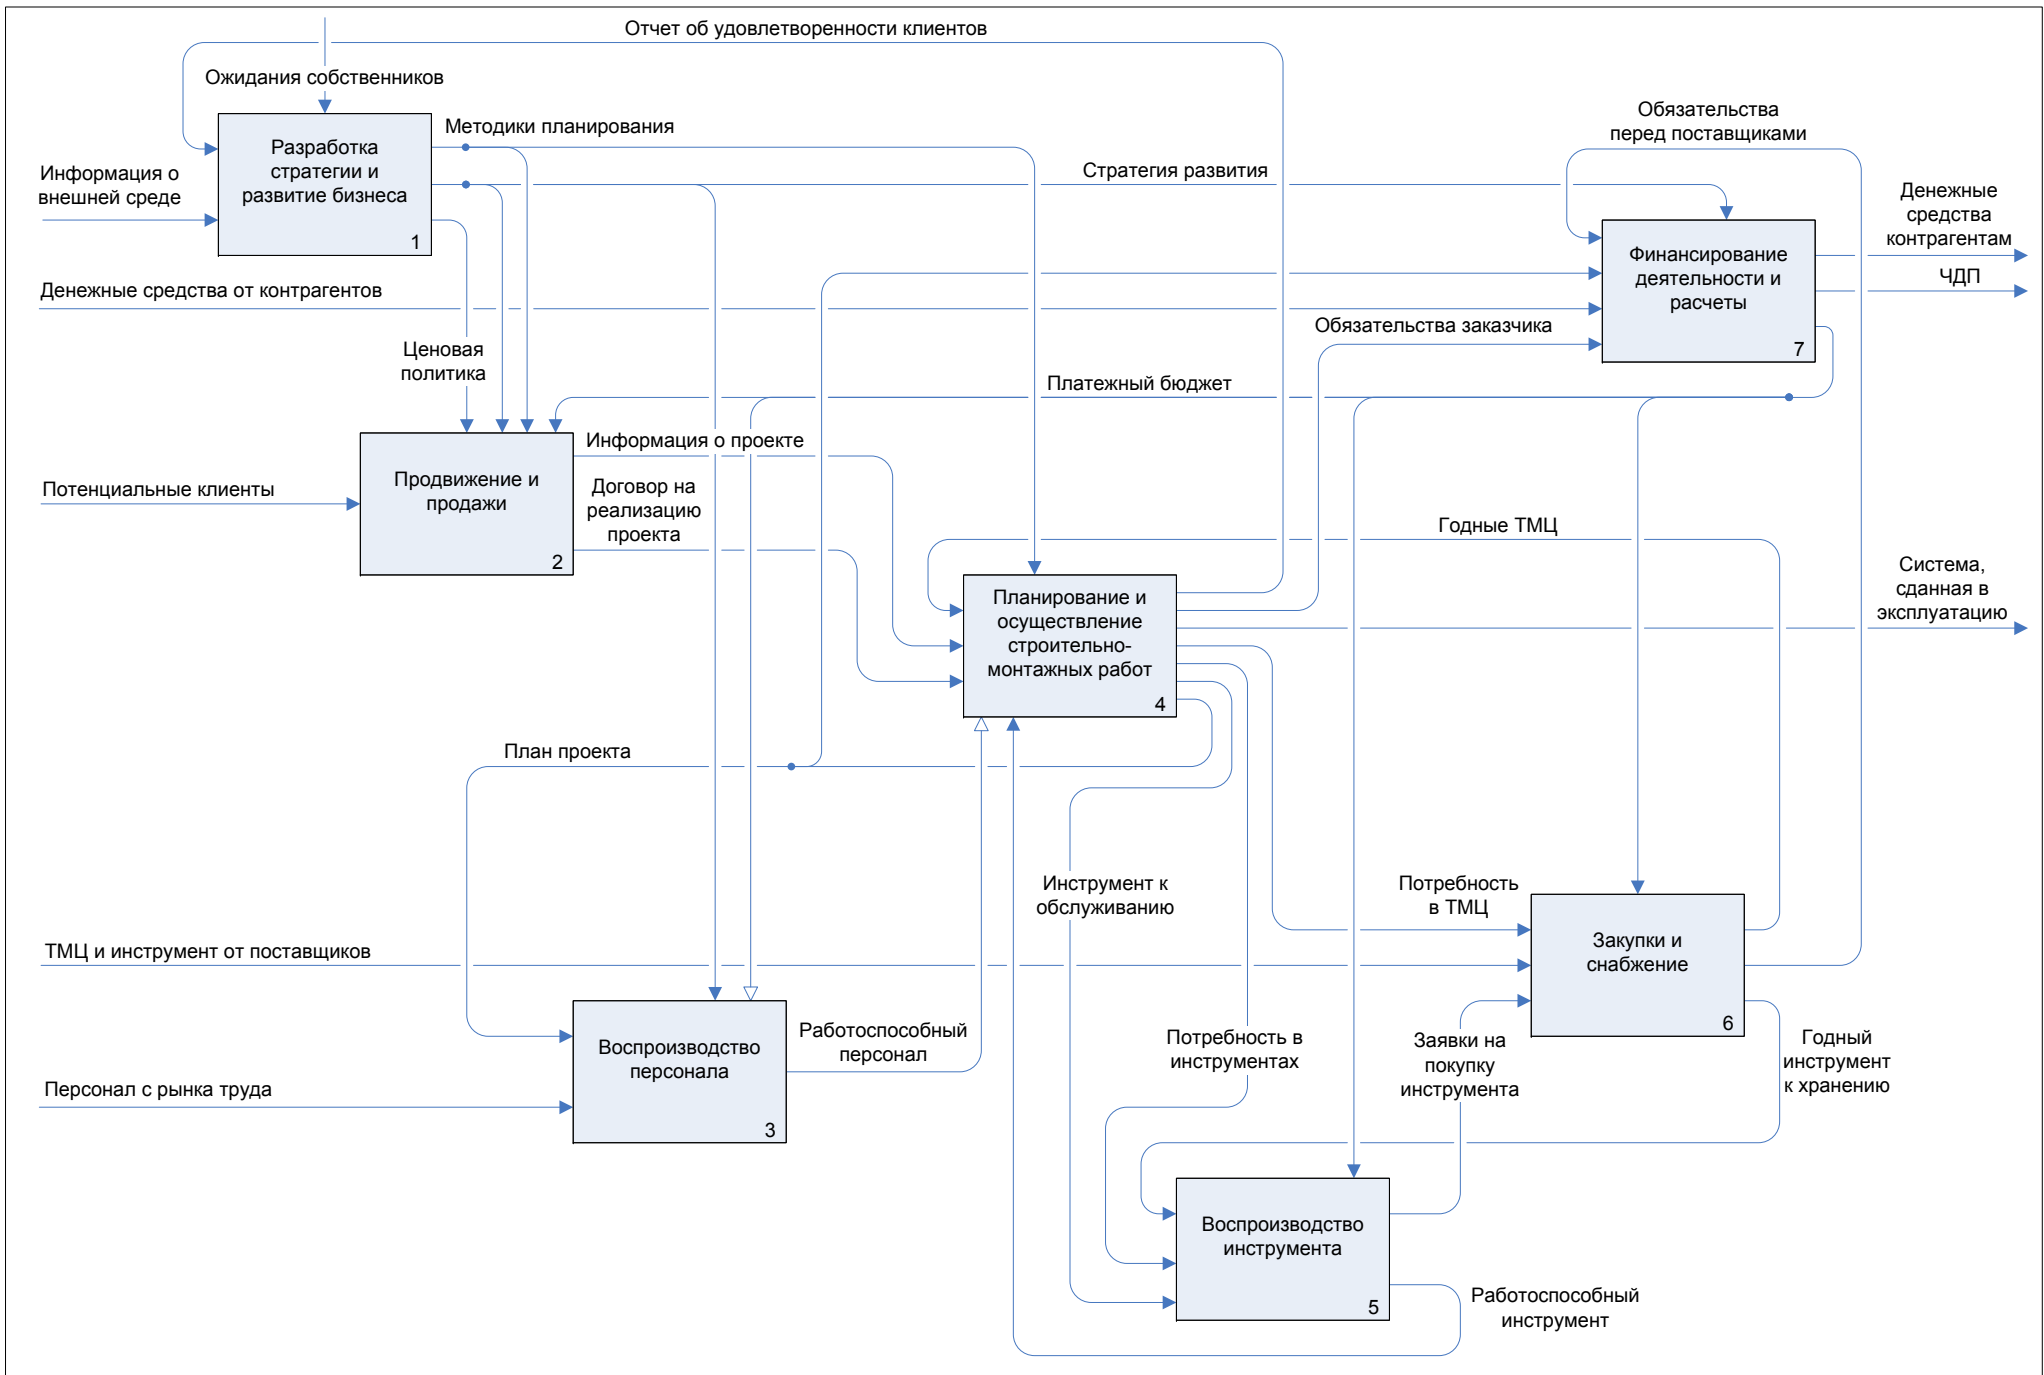 Отчет об удовлетворенности клиентов
Ожидания собственников
Методики планирования
Обязательства
перед поставщиками
Разработка
стратегии и
развитие бизнеса
1
Информация о
внешней среде
Стратегия развития
Денежные
средства
контрагентам
Финансирование
деятельности и
расчеты
7
ЧДП
Денежные средства от контрагентов
Обязательства заказчика
Ценовая
политика
Платежный бюджет
Информация о проекте
Продвижение и
продажи
2
Потенциальные клиенты
Договор на
реализацию
проекта
Годные ТМЦ
Система,
сданная в
эксплуатацию
Планирование и
осуществление
строительно-
монтажных работ
4
План проекта
Инструмент к
обслуживанию
Потребность
в ТМЦ
Закупки и
снабжение
6
ТМЦ и инструмент от поставщиков
Работоспособный
персонал
Воспроизводство
персонала
3
Потребность в
инструментах
Заявки на
покупку
инструмента
Годный
инструмент
к хранению
Персонал с рынка труда
Воспроизводство
инструмента
5
Работоспособный
инструмент